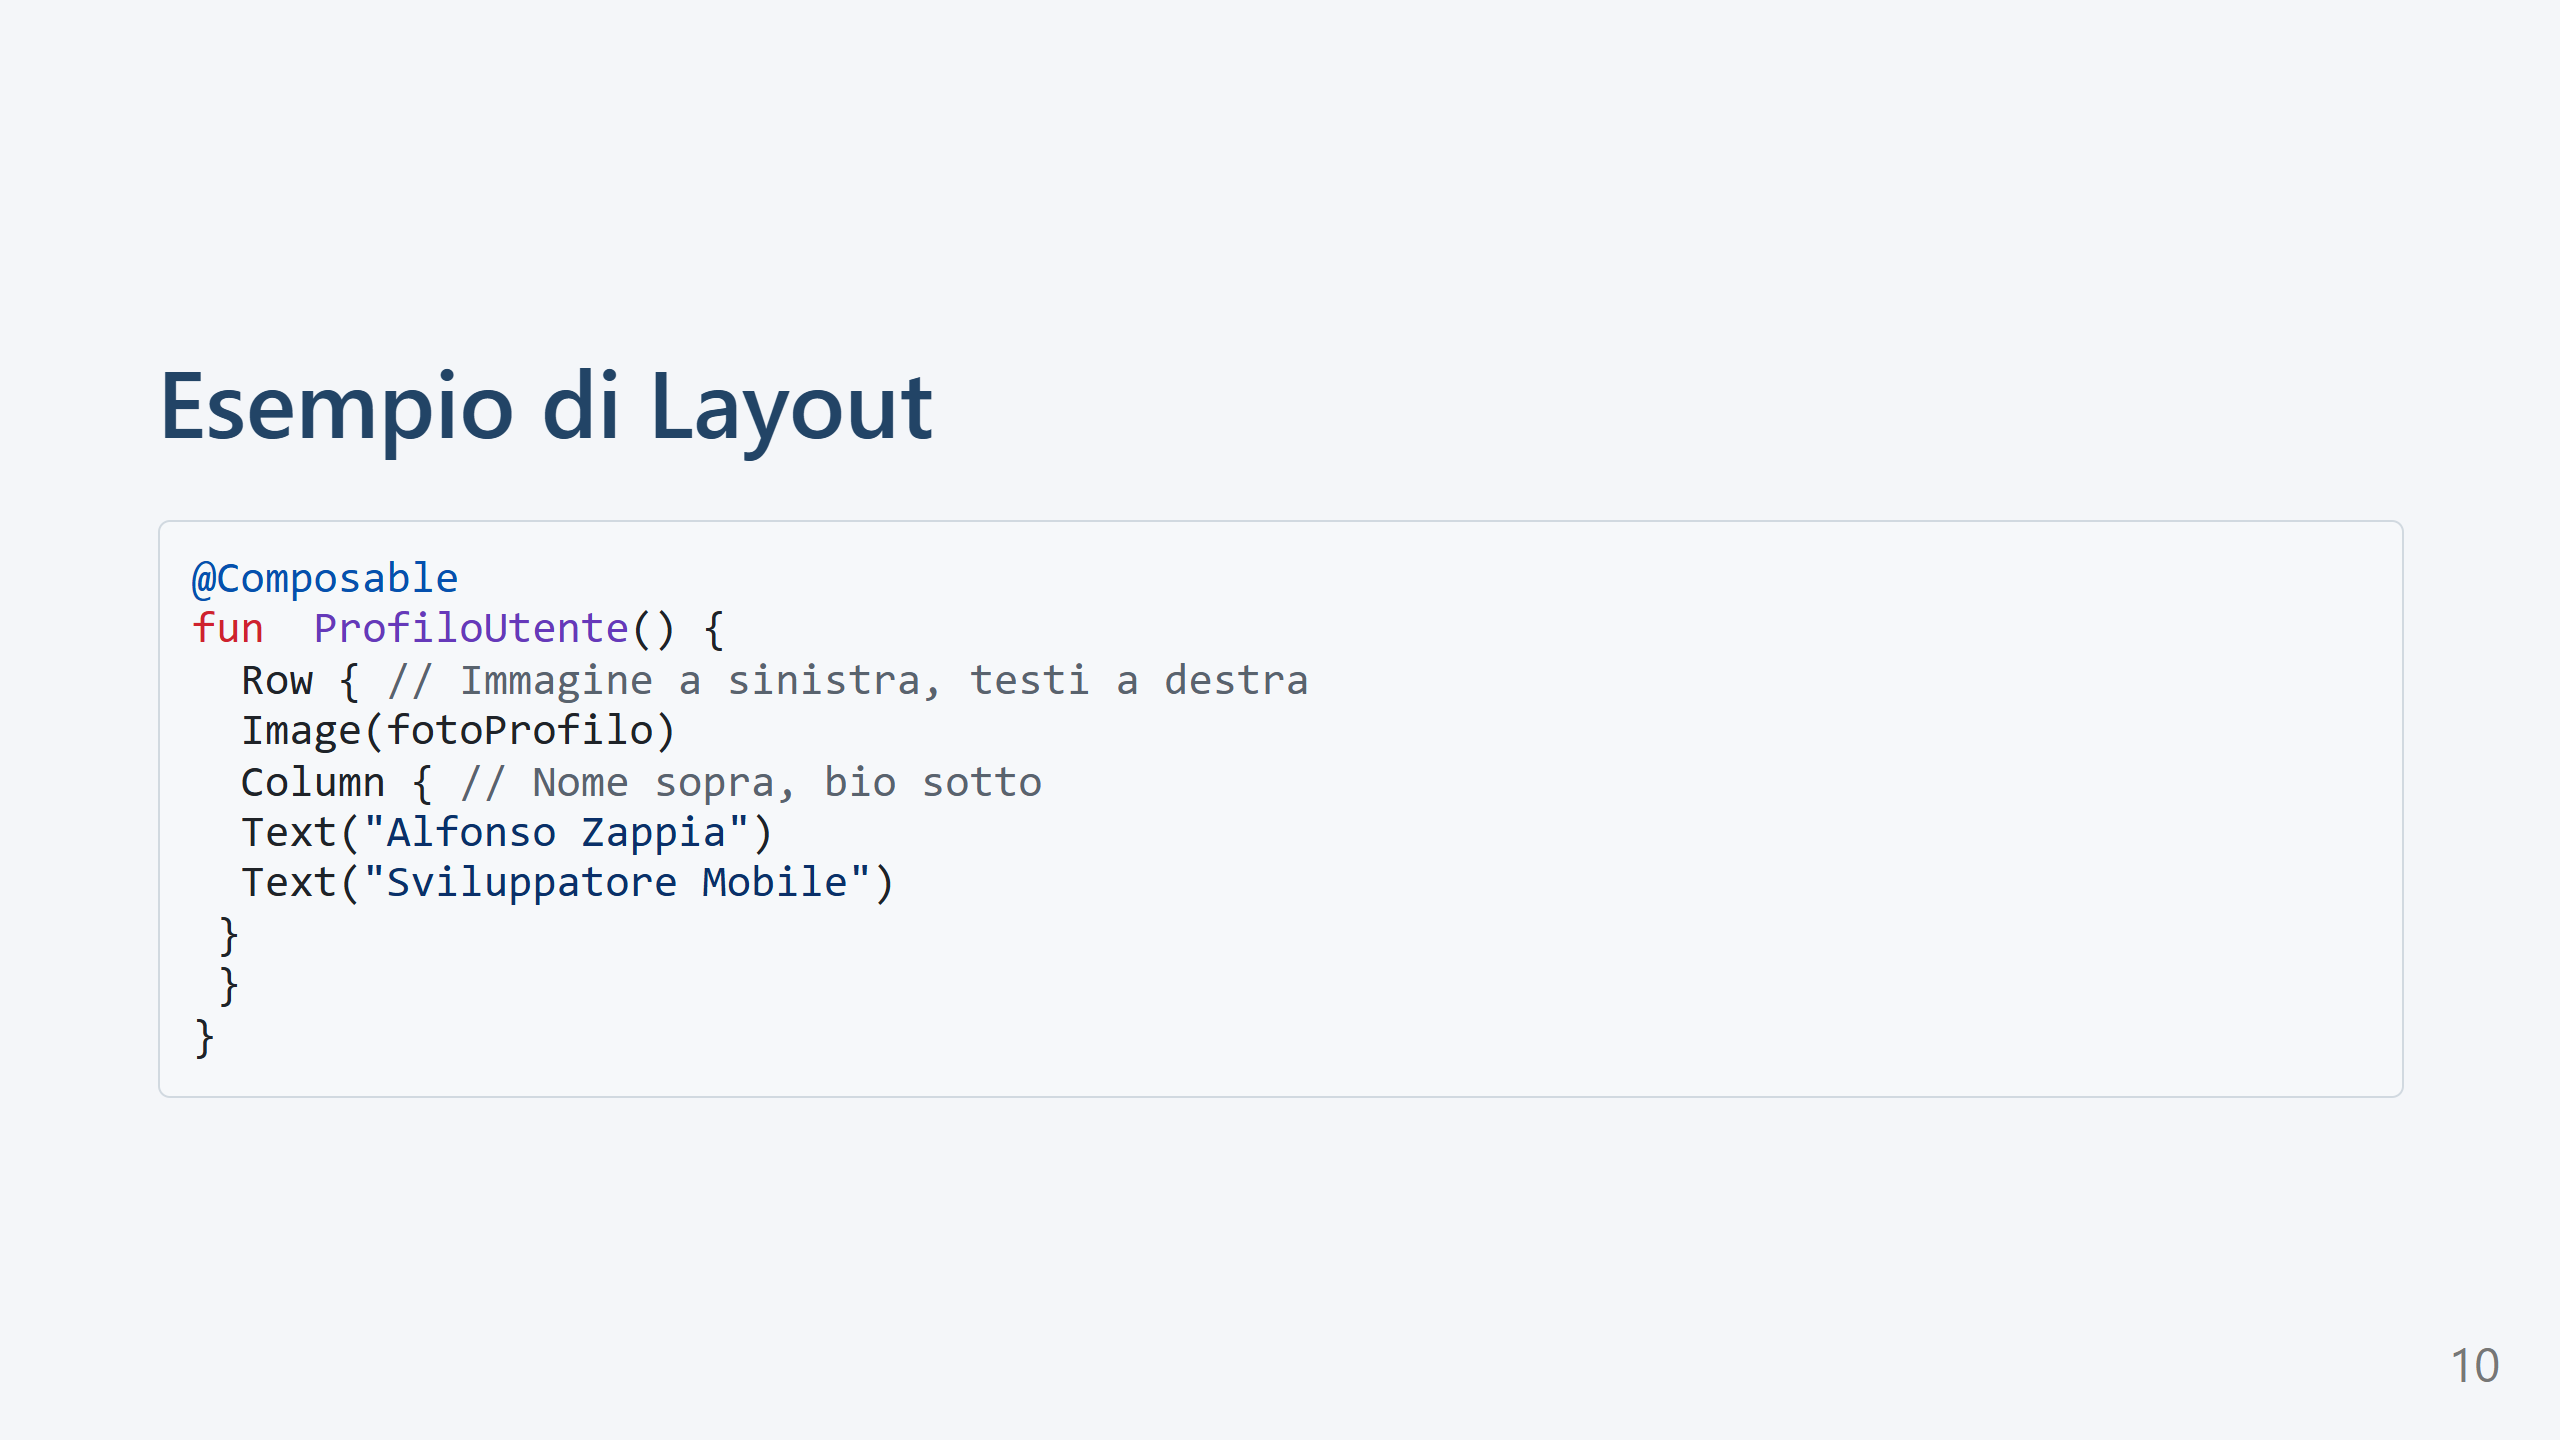 Esempio di Layout
@Composable
fun  ProfiloUtente() {
  Row { // Immagine a sinistra, testi a destra
  Image(fotoProfilo)
  Column { // Nome sopra, bio sotto
  Text("Alfonso Zappia")
  Text("Sviluppatore Mobile")
 }
 }
}
10